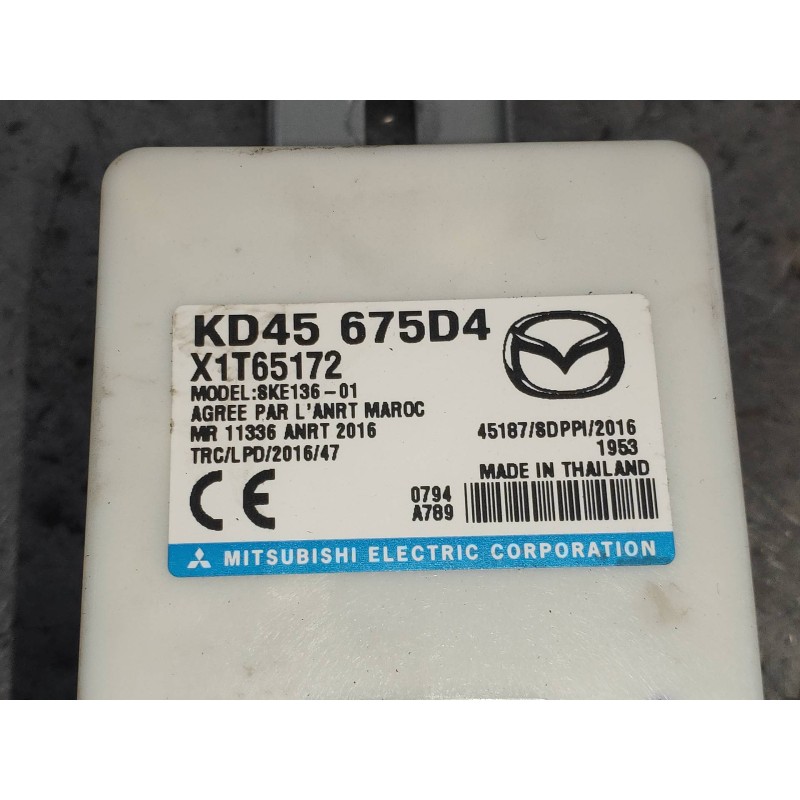 KD45 675D4
X1T65172
MODEL:SKE136-01
AGREE PAR L'ANRT MAROC
MR 11336 ANRT 2016
TRC/LPD/2016/47
45187/SDPPI/2016
1953
MADE IN THAILAND
CE
0794
A789
MITSUBISHI ELECTRIC CORPORATION